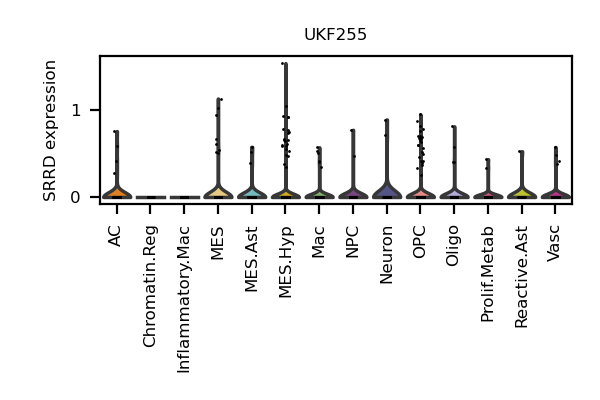 UKF255
SRRD expression
1
0
AC
Chromatin.Reg
Inflammatory.Mac
MES
MES.Ast
MES.Hyp
Mac
NPC
Neuron
OPC
Oligo
Prolif.Metab
Reactive.Ast
Vasc